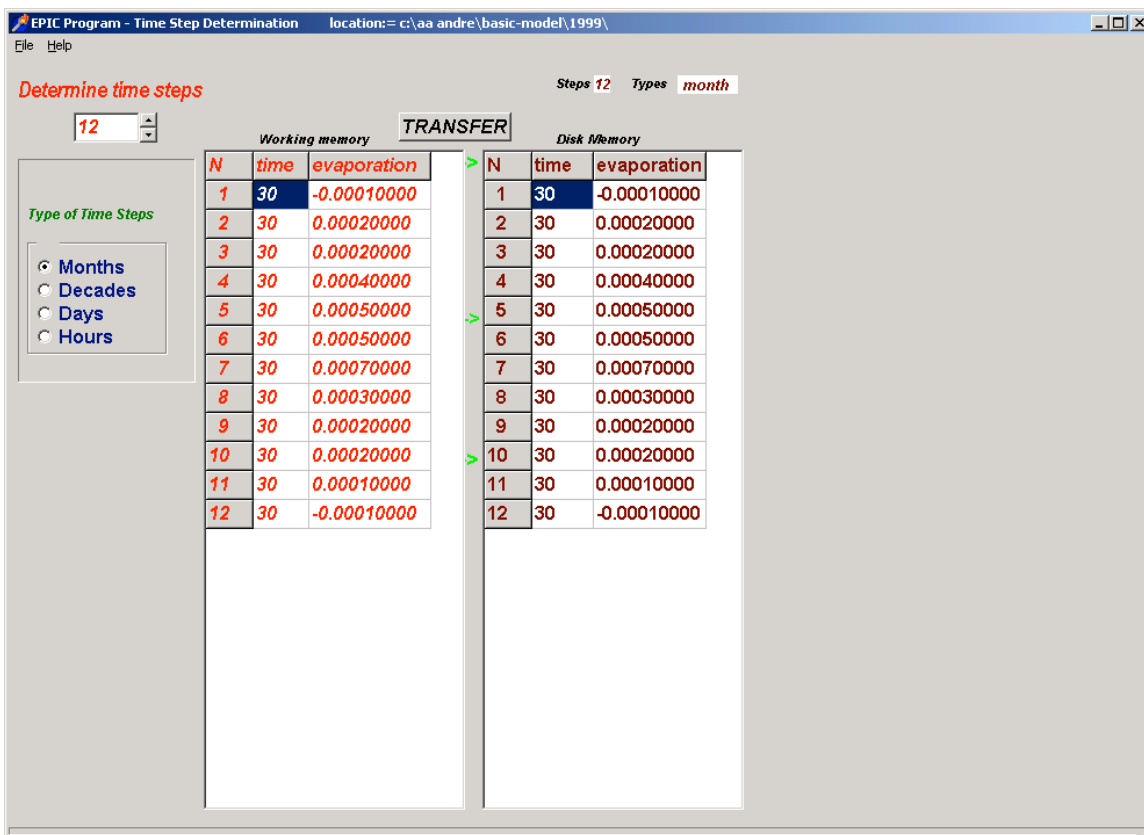 EPIC Program - Time Step Determination location:= c:\aa andre\basic-model\1999\
File Help
Determine time steps
Steps 12 Types month
12
TRANSFER
Working memory
Disk Memory
N time evaporation > N time evaporation
1 30 -0.00010000 1 30 -0.00010000
Type of Time Steps
2 30 0.00020000 2 30 0.00020000
3 30 0.00020000 3 30 0.00020000
Months
4 30 0.00040000 4 30 0.00040000
Decades
5 30 0.00050000 -> 5 30 0.00050000
Days
6 30 0.00050000 6 30 0.00050000
Hours
7 30 0.00070000 7 30 0.00070000
8 30 0.00030000 8 30 0.00030000
9 30 0.00020000 9 30 0.00020000
10 30 0.00020000 -> 10 30 0.00020000
11 30 0.00010000 11 30 0.00010000
12 30 -0.00010000 12 30 -0.00010000